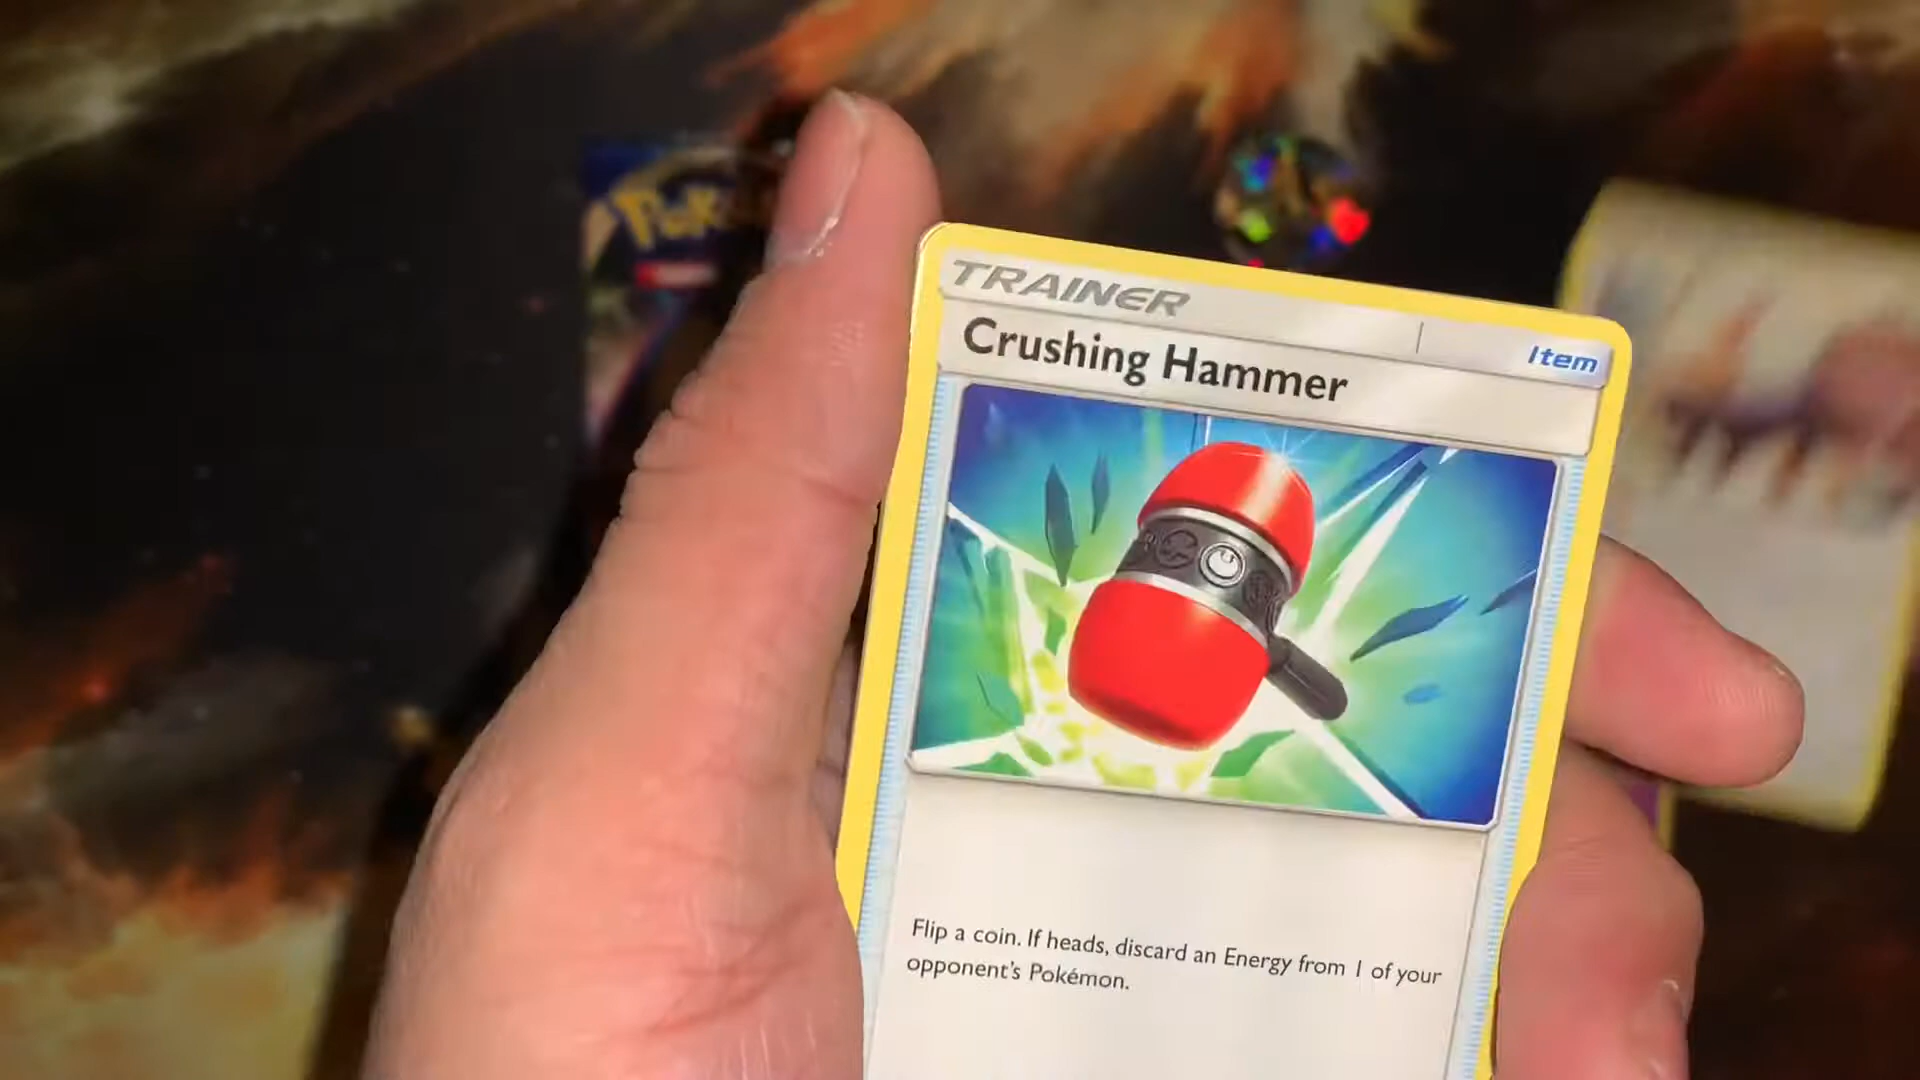 TRAINER
Item
Crushing Hammer
Flip a coin. If heads, discard an Energy from 1 of your
opponent's Pokémon.